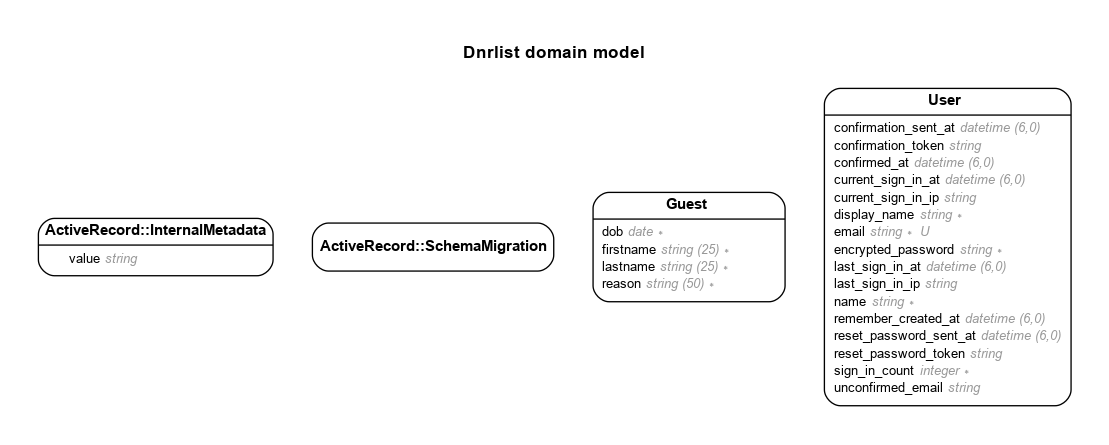 Dnrlist domain model
ActiveRecord::InternalMetadata
value string
ActiveRecord::SchemaMigration
Guest
dob date *
firstname string (25) *
lastname string (25) *
reason string (50) *
User
confirmation_sent_at datetime (6,0)
confirmation_token string
confirmed_at datetime (6,0)
current_sign_in_at datetime (6,0)
current_sign_in_ip string
display_name string *
email string * U
encrypted_password string *
last_sign_in_at datetime (6,0)
last_sign_in_ip string
name string *
remember_created_at datetime (6,0)
reset_password_sent_at datetime (6,0)
reset_password_token string
sign_in_count integer *
unconfirmed_email string